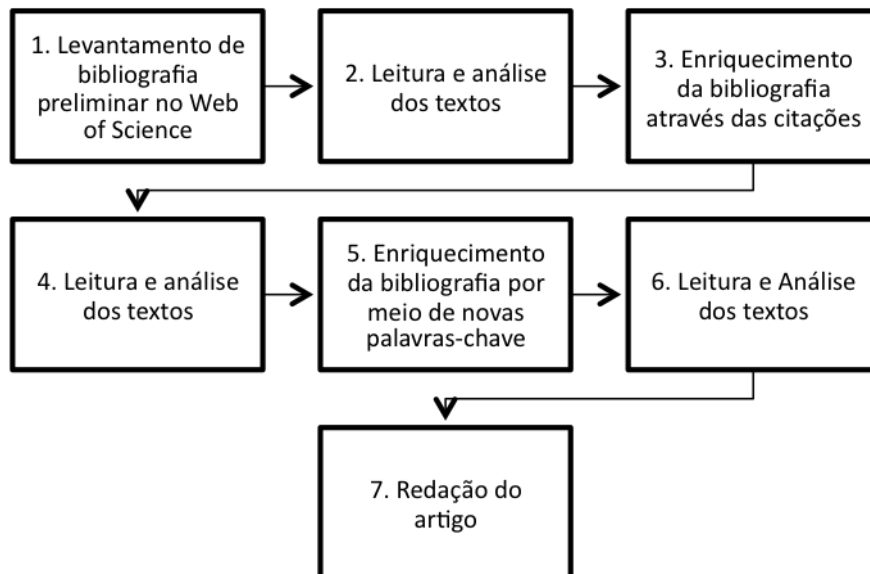 1. Levantamento de
bibliografia
preliminar no Web
of Science
2. Leitura e análise
dos textos
3. Enriquecimento
da bibliografia
através das citações
4. Leitura e análise
dos textos
5. Enriquecimento
da bibliografia por
meio de novas
palavras-chave
6. Leitura e Análise
dos textos
7. Redação do
artigo